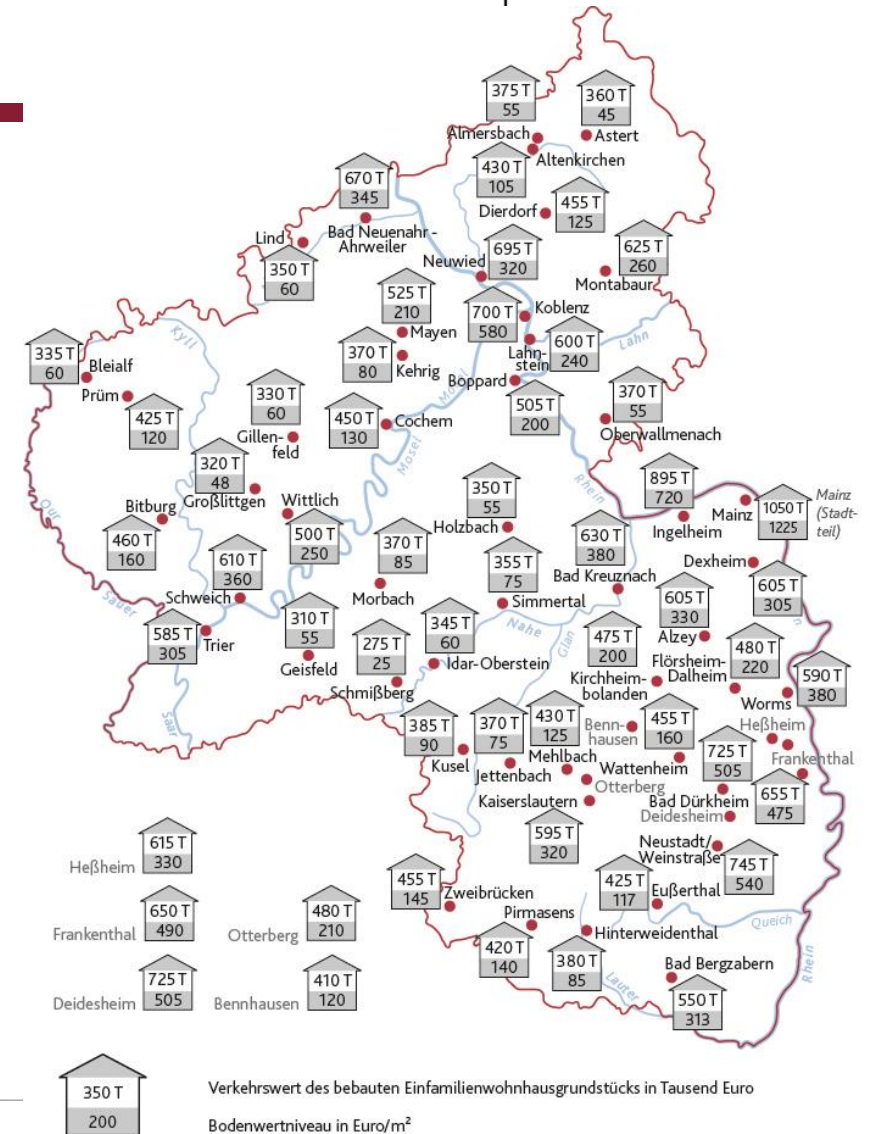 375 T
55
360 T
45
Almersbach
Astert
Altenkirchen
430 T
105
670 T
345
455 T
125
Dierdorf
Lind
Bad Neuenahr-
Ahrweiler
350 T
60
695 T
320
Neuwied
625 T
260
Montabaur
525 T
210
Mayen
700 T
580
Koblenz
Lahn-
stein
600 T
240
Lahn
370 T
80
Kehrig
Kyll
335 T
60
Bleialf
Prüm
425 T
120
330 T
60
Gillen-
feld
450 T
130
Cochem
Mosel
Mosel
Boppard
505 T
200
370 T
55
Oberwallmenach
Rhein
320 T
48
Großlittgen
Our
Bitburg
460 T
160
Wittlich
500 T
250
350 T
55
Holzbach
895 T
720
Ingelheim
Mainz
1050 T
1225
Mainz
(Stadt-
teil)
610 T
360
Schweich
370 T
85
Morbach
355 T
75
Simmertal
630 T
380
Bad Kreuznach
Dexheim
605 T
305
Sauer
585 T
305
Trier
310 T
55
Geisfeld
345 T
60
Idar-Oberstein
Nahe
Glan
605 T
330
Alzey
n
275 T
25
Schmißberg
475 T
200
Kirchheim-
bolanden
Flörsheim-
Dalheim
480 T
220
590 T
380
Worms
Saar
385 T
90
Kusel
370 T
75
Jettenbach
430 T
125
Mehlbach
Benn-
hausen
455 T
160
Wattenheim
Heßheim
Frankenthal
725 T
505
Bad Dürkheim
Otterberg
Kaiserslautern
595 T
320
Deidesheim
655 T
475
Neustadt/
Weinstraße
745 T
540
455 T
145
Zweibrücken
425 T
117
Eußerthal
Pirmasens
420 T
140
Hinterweidenthal
380 T
85
Queich
Lauter
Bad Bergzabern
550 T
313
Rhein
Heßheim
615 T
330
Frankenthal
650 T
490
Otterberg
480 T
210
Deidesheim
725 T
505
Bennhausen
410 T
120
350 T
200
Verkehrswert des bebauten Einfamilienwohnhausgrundstücks in Tausend Euro
Bodenwertniveau in Euro/m²